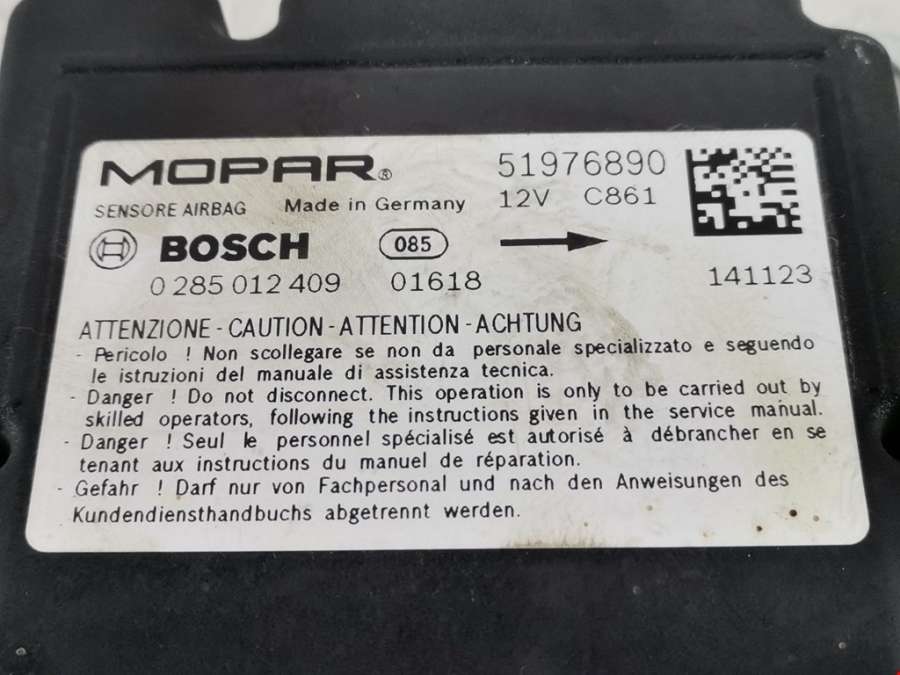 MOPAR® 51976890
SENSORE AIRBAG Made in Germany 12V C861
BOSCH 085
0 285 012 409 01618 141123
ATTENZIONE - CAUTION - ATTENTION - ACHTUNG
- Pericolo ! Non scollegare se non da personale specializzato e seguendo
le istruzioni del manuale di assistenza tecnica.
- Danger ! Do not disconnect. This operation is only to be carried out by
skilled operators, following the instructions given in the service manual.
- Danger ! Seul le personnel spécialisé est autorisé à débrancher en se
tenant aux instructions du manuel de réparation.
- Gefahr ! Darf nur von Fachpersonal und nach den Anweisungen des
Kundendiensthandbuchs abgetrennt werden.